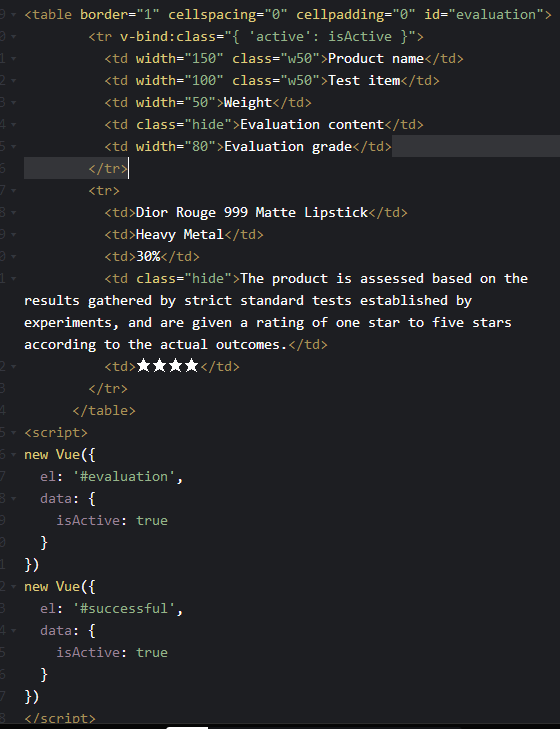 <table border="1" cellspacing="0" cellpadding="0" id="evaluation">
<tr v-bind:class="{ 'active': isActive }">
<td width="150" class="w50">Product name</td>
<td width="100" class="w50">Test item</td>
<td width="50">Weight</td>
<td class="hide">Evaluation content</td>
<td width="80">Evaluation grade</td>
</tr>
<tr>
<td>Dior Rouge 999 Matte Lipstick</td>
<td>Heavy Metal</td>
<td>30%</td>
<td class="hide">The product is assessed based on the
results gathered by strict standard tests established by
experiments, and are given a rating of one star to five stars
according to the actual outcomes.</td>
<td>★★★★</td>
</tr>
</table>
<script>
new Vue({
el: '#evaluation',
data: {
isActive: true
}
})
new Vue({
el: '#successful',
data: {
isActive: true
}
})
</script>